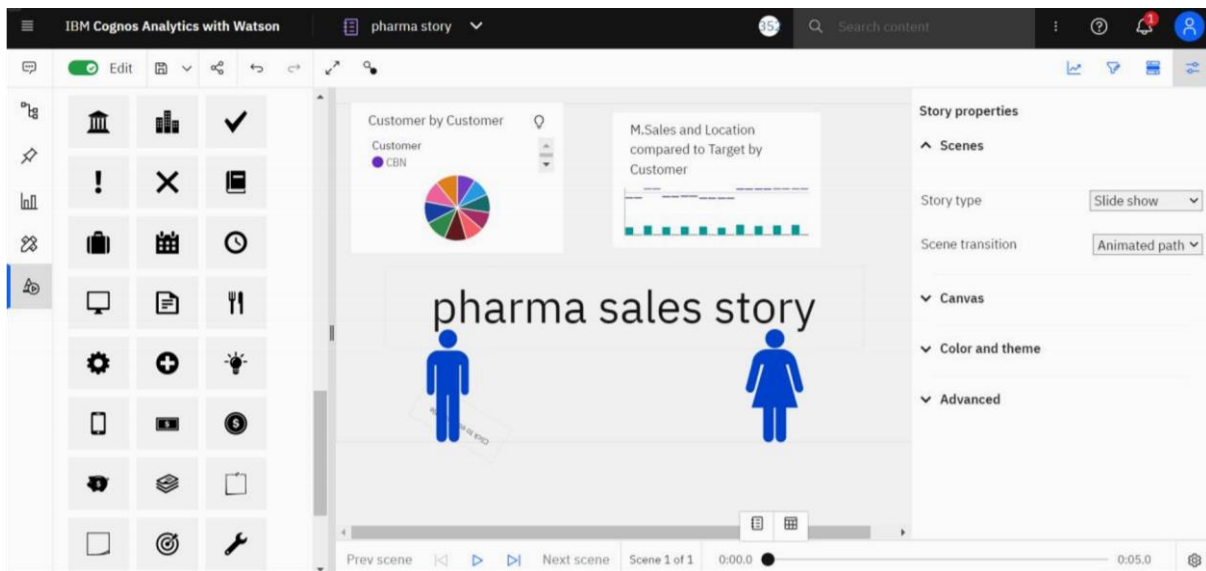 IBM Cognos Analytics with Watson
pharma story
352
Search content
1
Edit
Customer by Customer
Customer
CBN
M.Sales and Location
compared to Target by
Customer
pharma sales story
Story properties
Scenes
Story type
Slide show
Scene transition
Animated path
Canvas
Color and theme
Advanced
Prev scene
Next scene
Scene 1 of 1
0:00.0
0:05.0